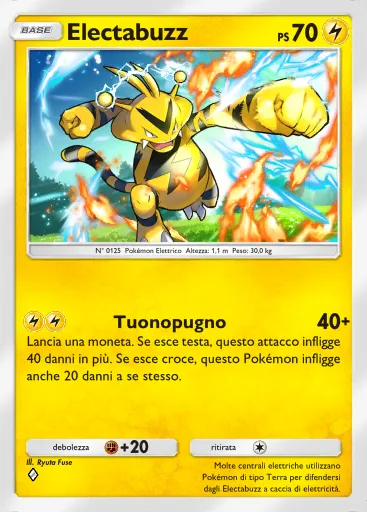 BASE Electabuzz PS 70
N° 0125 Pokémon Elettrico Altezza: 1,1 m Peso: 30,0 kg
Tuonopugno 40+
Lancia una moneta. Se esce testa, questo attacco infligge
40 danni in più. Se esce croce, questo Pokémon infligge
anche 20 danni a se stesso.
debolezza +20 ritirata
Ill. Ryuta Fuse
Molte centrali elettriche utilizzano
Pokémon di tipo Terra per difendersi
dagli Electabuzz a caccia di elettricità.